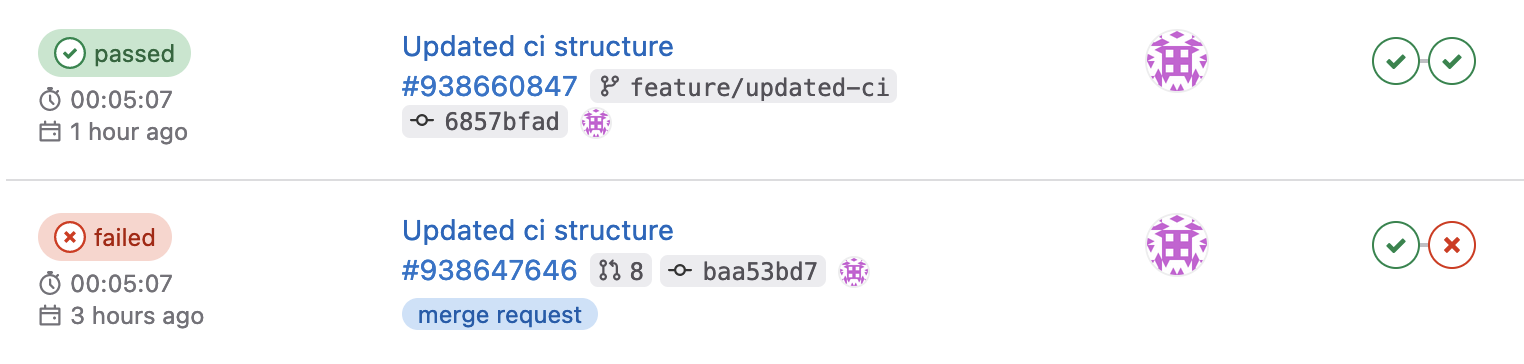 passed
00:05:07
1 hour ago
Updated ci structure
#938660847 feature/updated-ci
6857bfad
failed
00:05:07
3 hours ago
Updated ci structure
#938647646 8 baa53bd7
merge request